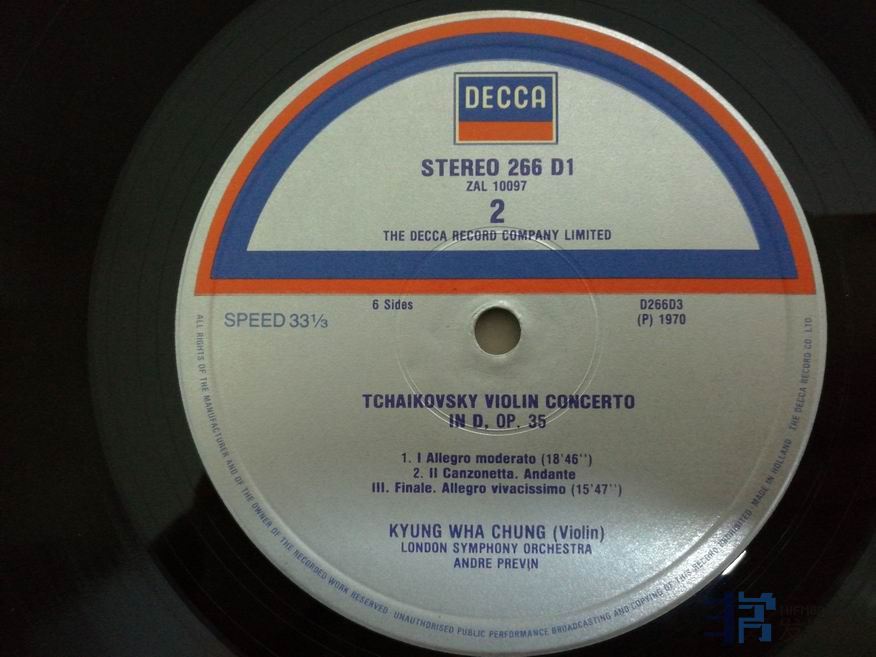 DECCA
STEREO 266 D1
ZAL 10097
2
THE DECCA RECORD COMPANY LIMITED
6 Sides
D266D3
SPEED 33⅓
(P) 1970
TCHAIKOVSKY VIOLIN CONCERTO
IN D, OP. 35
1. I Allegro moderato (18'46'')
2. II Canzonetta. Andante
III. Finale. Allegro vivacissimo (15'47'')
KYUNG WHA CHUNG (Violin)
LONDON SYMPHONY ORCHESTRA
ANDRE PREVIN
ALL RIGHTS OF THE MANUFACTURER AND OF THE OWNER OF THE RECORDED WORK RESERVED · UNAUTHORISED PUBLIC PERFORMANCE BROADCASTING AND COPYING OF THIS RECORD PROHIBITED · MADE IN HOLLAND · THE DECCA RECORD CO. LTD.